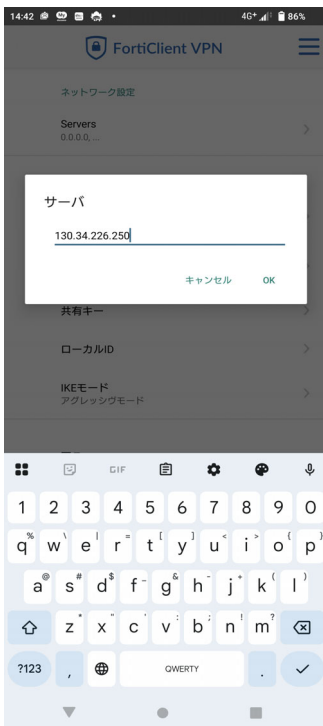 14:42
4G+
86%
FortiClient VPN
ネットワーク設定
Servers
0.0.0.0, ...
サーバ
130.34.226.250
キャンセル OK
共有キー
ローカルID
IKEモード
アグレッシヴモード
GIF
1 2 3 4 5 6 7 8 9 0
q% w\ e| r= t[ y] u< i> o{ p}
a@ s# d$ f- g& h- j+ k( l)
z* x" c' v: b; n! m?
?123 , QWERTY .